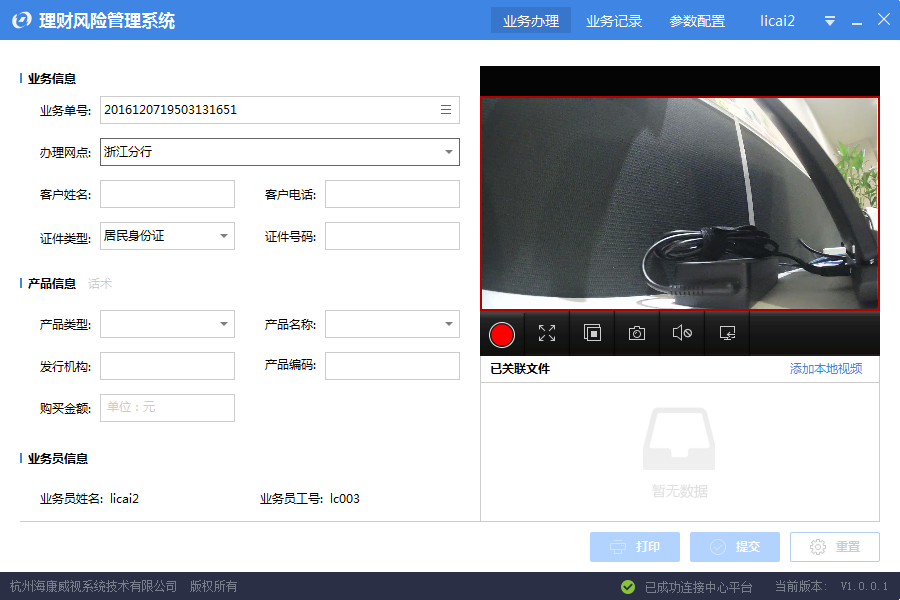 理财风险管理系统 业务办理 业务记录 参数配置 licai2
业务信息
业务单号: 2016120719503131651
办理网点: 浙江分行
客户姓名: 客户电话:
证件类型: 居民身份证 证件号码:
产品信息 话术
产品类型: 产品名称:
发行机构: 产品编码:
购买金额: 单位：元
业务员信息
业务员姓名: licai2 业务员工号: lc003
已关联文件 添加本地视频
暂无数据
打印 提交 重置
杭州海康威视系统技术有限公司 版权所有 已成功连接中心平台 当前版本: V1.0.0.1